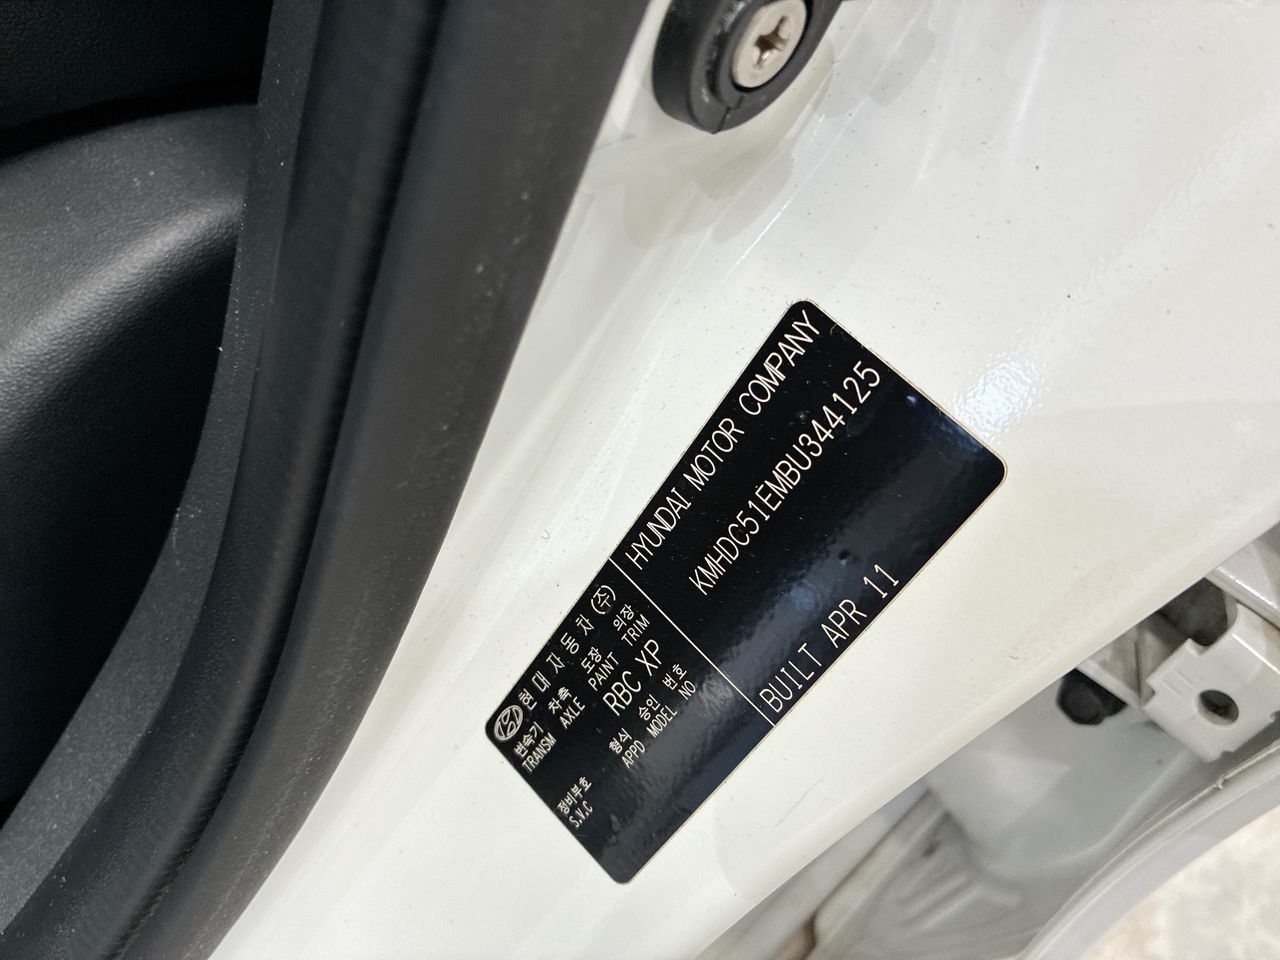 현대자동차(주)
HYUNDAI MOTOR COMPANY
변속기 차축 도장 의장
TRANSM AXLE PAINT TRIM
RBC XP
KMHDC51EMBU344125
형식 승인 번호
APPD MODEL NO
정비부호
S.V.C
BUILT APR 11